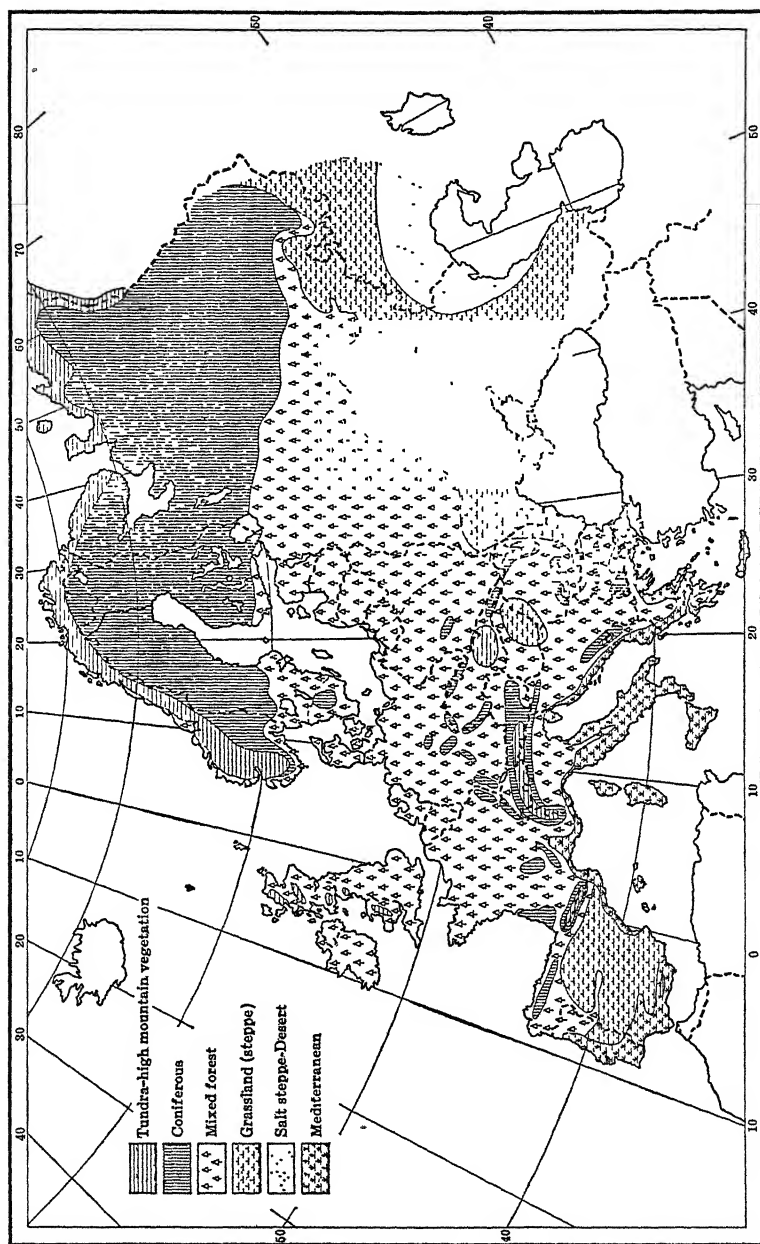 40 30 20 10 0 10 20 30 40 50 60 70 80
Tundra-high mountain vegetation
Coniferous
Mixed forest
Grassland (steppe)
Salt steppe-Desert
Mediterranean
50 50
40 40
10 0 10 20 30 40 50